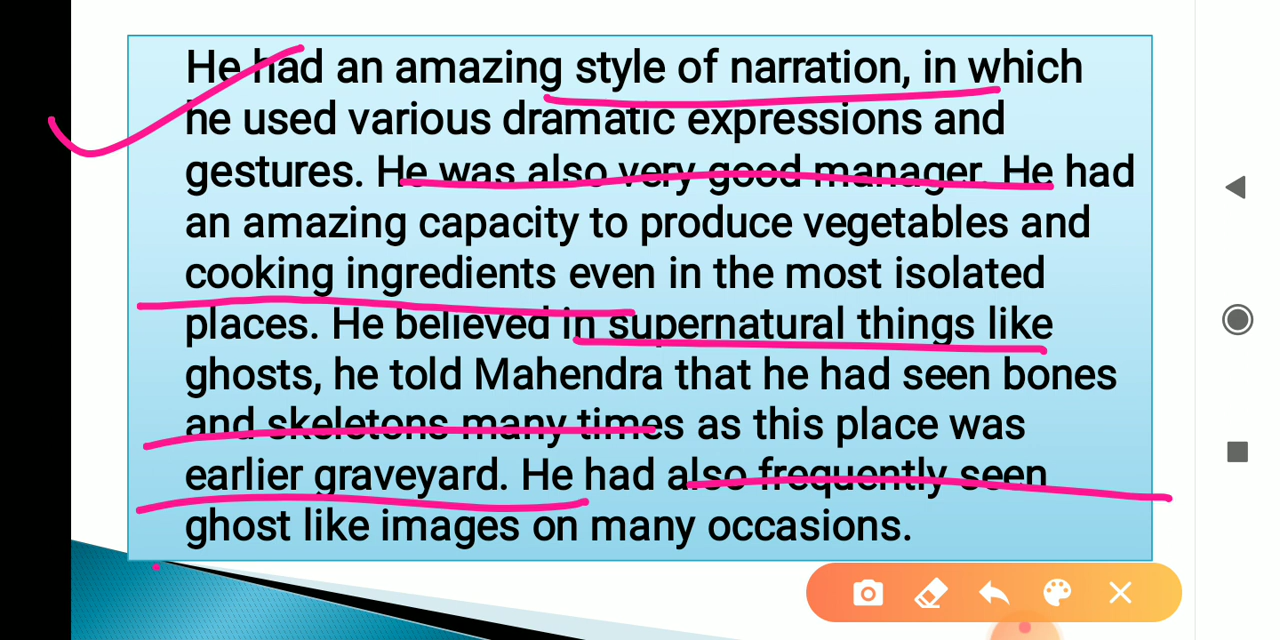 He had an amazing style of narration, in which
he used various dramatic expressions and
gestures. He was also very good manager. He had
an amazing capacity to produce vegetables and
cooking ingredients even in the most isolated
places. He believed in supernatural things like
ghosts, he told Mahendra that he had seen bones
and skeletons many times as this place was
earlier graveyard. He had also frequently seen
ghost like images on many occasions.